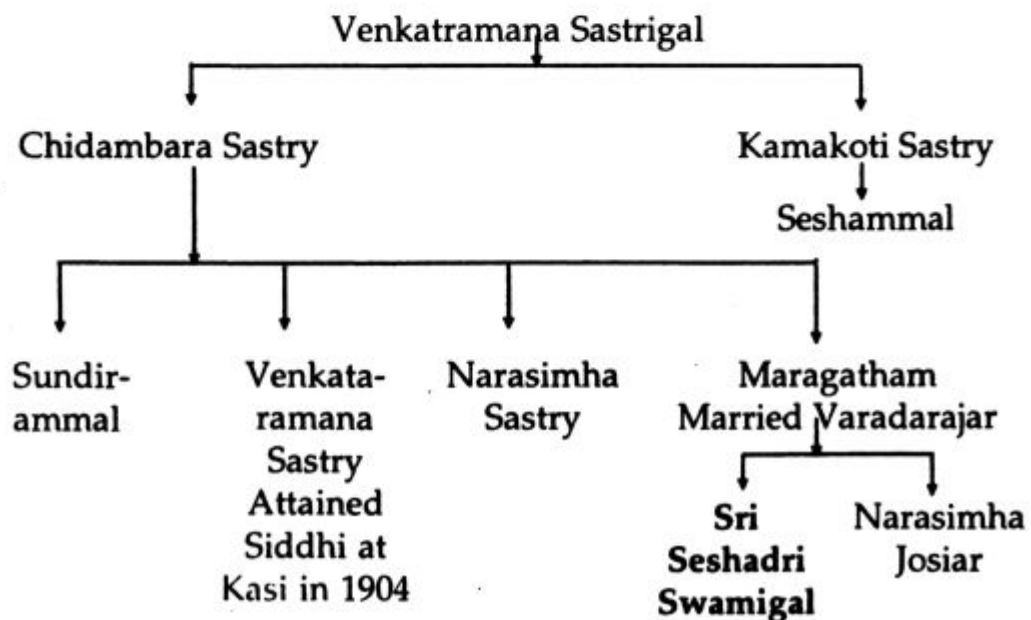 Venkatramana Sastrigal
Chidambara Sastry
Kamakoti Sastry
Seshammal
Sundir-
ammal
Venkata-
ramana
Sastry
Attained
Siddhi at
Kasi in 1904
Narasimha
Sastry
Maragatham
Married Varadarajar
Sri
Seshadri
Swamigal
Narasimha
Josiar